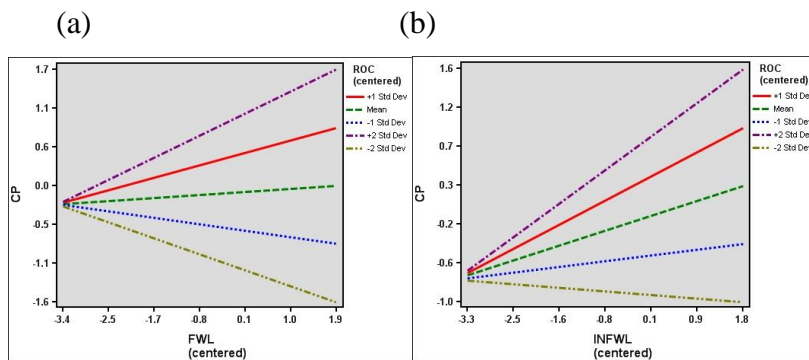 (a)
(b)
CP
1.7
1.1
0.6
0.0
-0.5
-1.1
-1.6
-3.4 -2.5 -1.7 -0.8 0.1 1.0 1.9
FWL
(centered)
ROC
(centered)
+1 Std Dev
Mean
-1 Std Dev
+2 Std Dev
-2 Std Dev
CP
1.6
1.2
0.7
0.3
-0.2
-0.6
-1.0
-3.3 -2.5 -1.6 -0.8 0.1 0.9 1.8
INFWL
(centered)
ROC
(centered)
+1 Std De
Mean
-1 Std Dev
+2 Std De
-2 Std Dev